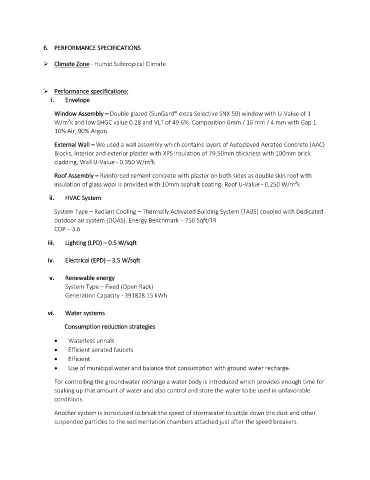 6. PERFORMANCE SPECIFICATIONS
➢ Climate Zone - Humid Subtropical Climate
➢ Performance specifications:
i. Envelope
Window Assembly – Double glazed (SunGard® extra Selective SNX 50) window with U-Value of 1
W/m²k and low SHGC value 0.28 and VLT of 49.6%. Composition 6mm / 16 mm / 4 mm with Gap 1
10% Air, 90% Argon.
External Wall – We used a wall assembly which contains layers of Autoclaved Aerated Concrete (AAC)
Blocks, interior and exterior plaster with XPS insulation of 79.50mm thickness with 100mm brick
cladding. Wall U-Value - 0.350 W/m²k
Roof Assembly – Reinforced cement concrete with plaster on both sides as double skin roof with
insulation of glass wool is provided with 10mm asphalt coating. Roof U-Value - 0.250 W/m²k
ii. HVAC System
System Type – Radiant Cooling – Thermally Activated Building System (TABS) coupled with Dedicated
outdoor air system (DOAS). Energy Benchmark – 750 Sqft/TR
COP – 3.6
iii. Lighting (LPD) – 0.5 W/sqft
iv. Electrical (EPD) – 3.5 W/sqft
v. Renewable energy
System Type – Fixed (Open Rack)
Generation Capacity - 391828.15 kWh
vi. Water systems
Consumption reduction strategies
• Waterless urinals
• Efficient aerated faucets
• Efficient
• Use of municipal water and balance that consumption with ground water recharge.
For controlling the groundwater recharge a water body is introduced which provides enough time for
soaking up that amount of water and also control and store the water to be used in unfavorable
conditions.
Another system is introduced to break the speed of stormwater to settle down the dust and other
suspended particles to the sedimentation chambers attached just after the speed breakers.